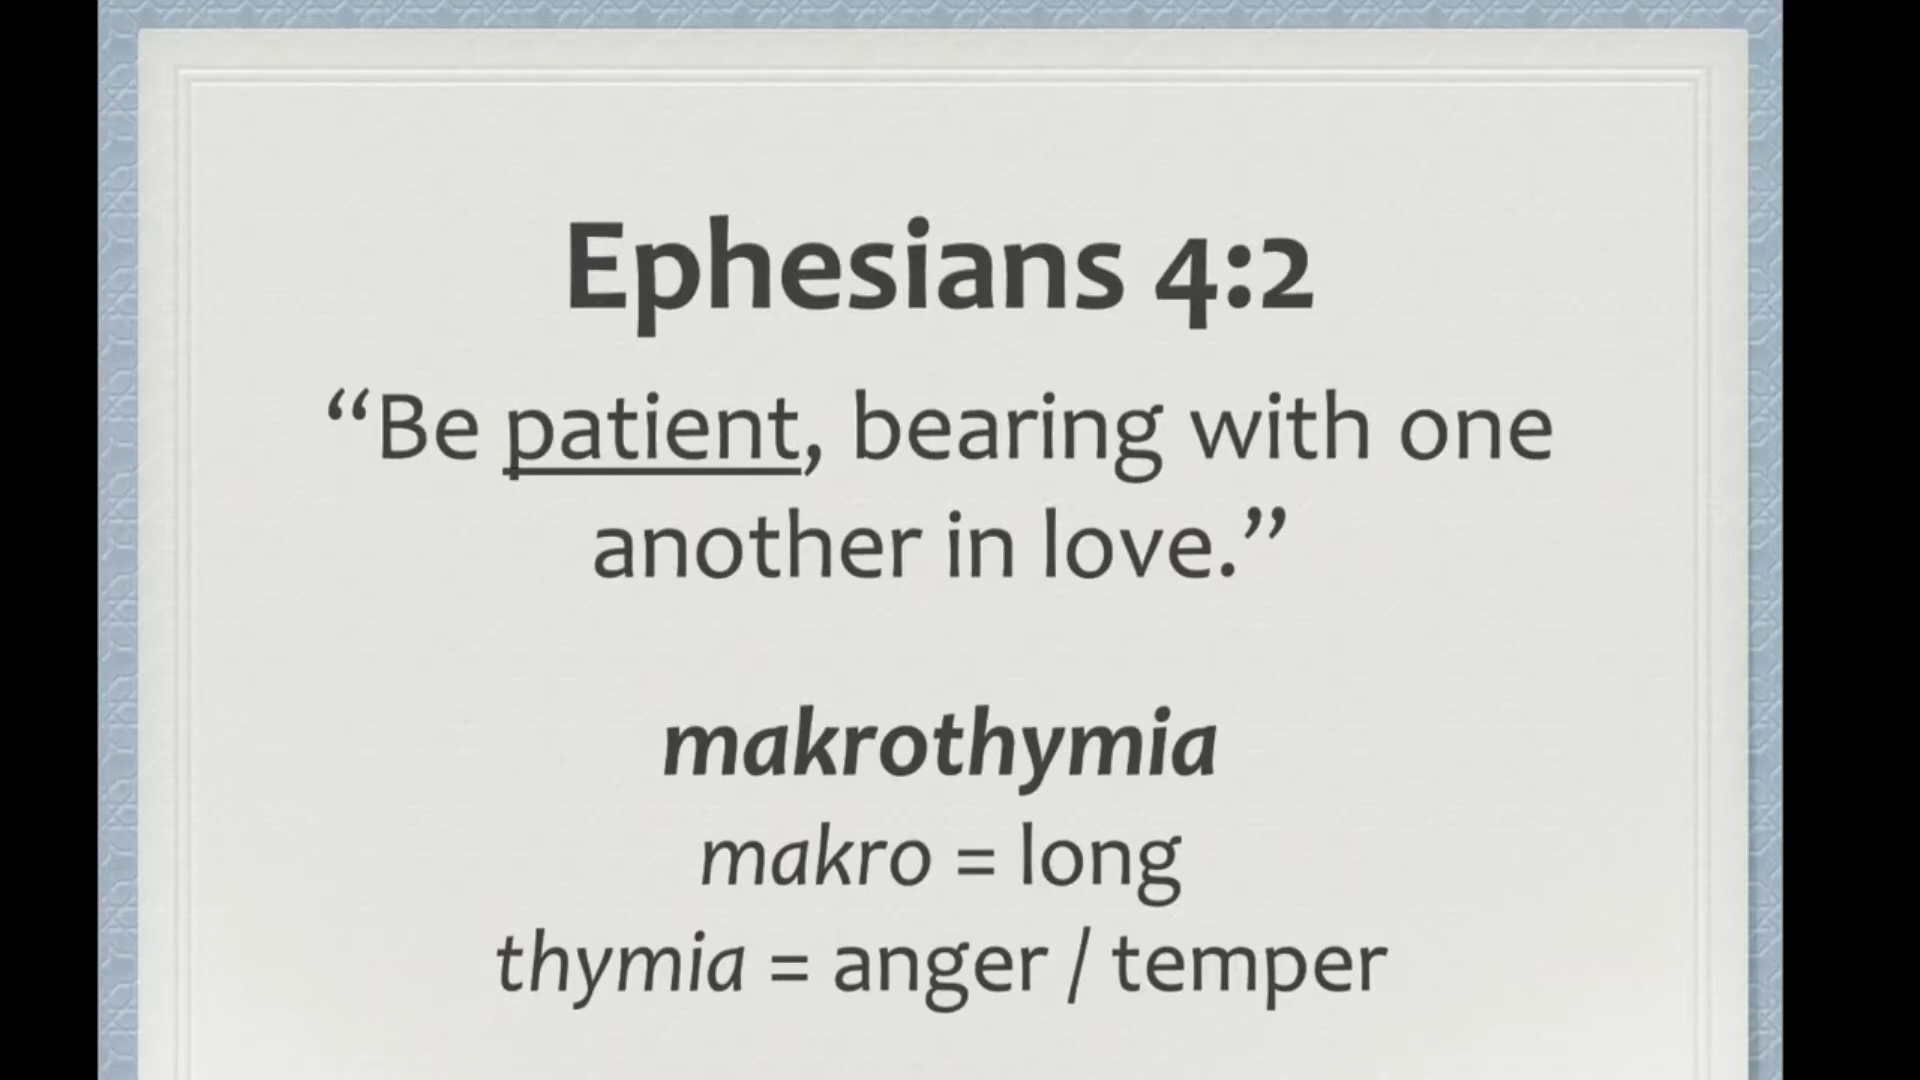 Ephesians 4:2
“Be patient, bearing with one
another in love.”
makrothymia
makro = long
thymia = anger / temper